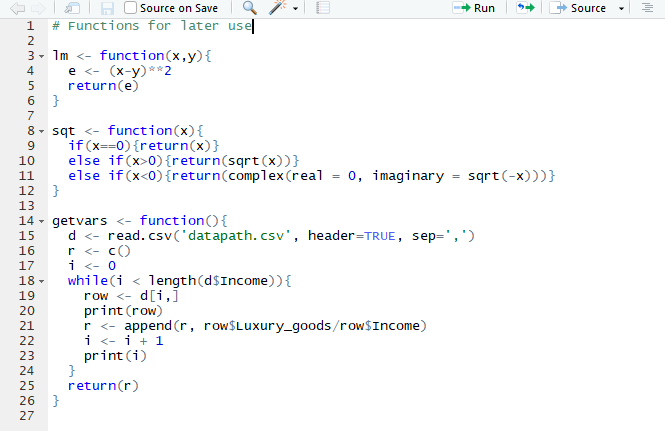 Source on Save Run Source
1 # Functions for later use
2
3 lm <- function(x,y){
4 e <- (x-y)**2
5 return(e)
6 }
7
8 sqt <- function(x){
9 if(x==0){return(x)}
10 else if(x>0){return(sqrt(x))}
11 else if(x<0){return(complex(real = 0, imaginary = sqrt(-x)))}
12 }
13
14 getvars <- function(){
15 d <- read.csv('datapath.csv', header=TRUE, sep=',')
16 r <- c()
17 i <- 0
18 while(i < length(d$Income)){
19 row <- d[i,]
20 print(row)
21 r <- append(r, row$Luxury_goods/row$Income)
22 i <- i + 1
23 print(i)
24 }
25 return(r)
26 }
27